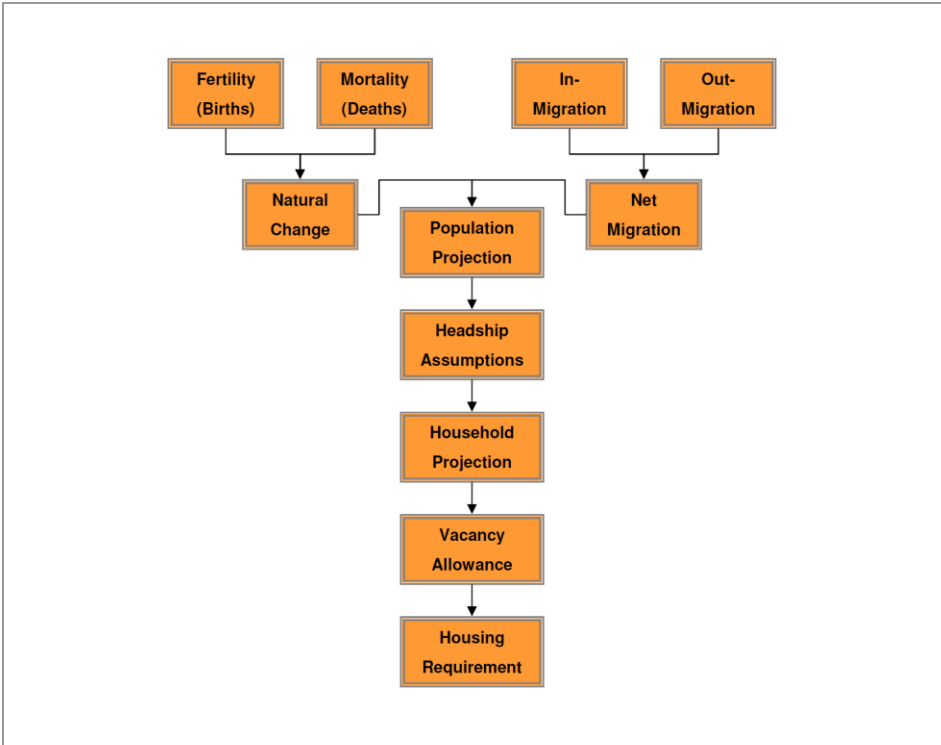 Fertility
(Births)
Mortality
(Deaths)
In-
Migration
Out-
Migration
Natural
Change
Net
Migration
Population
Projection
Headship
Assumptions
Household
Projection
Vacancy
Allowance
Housing
Requirement